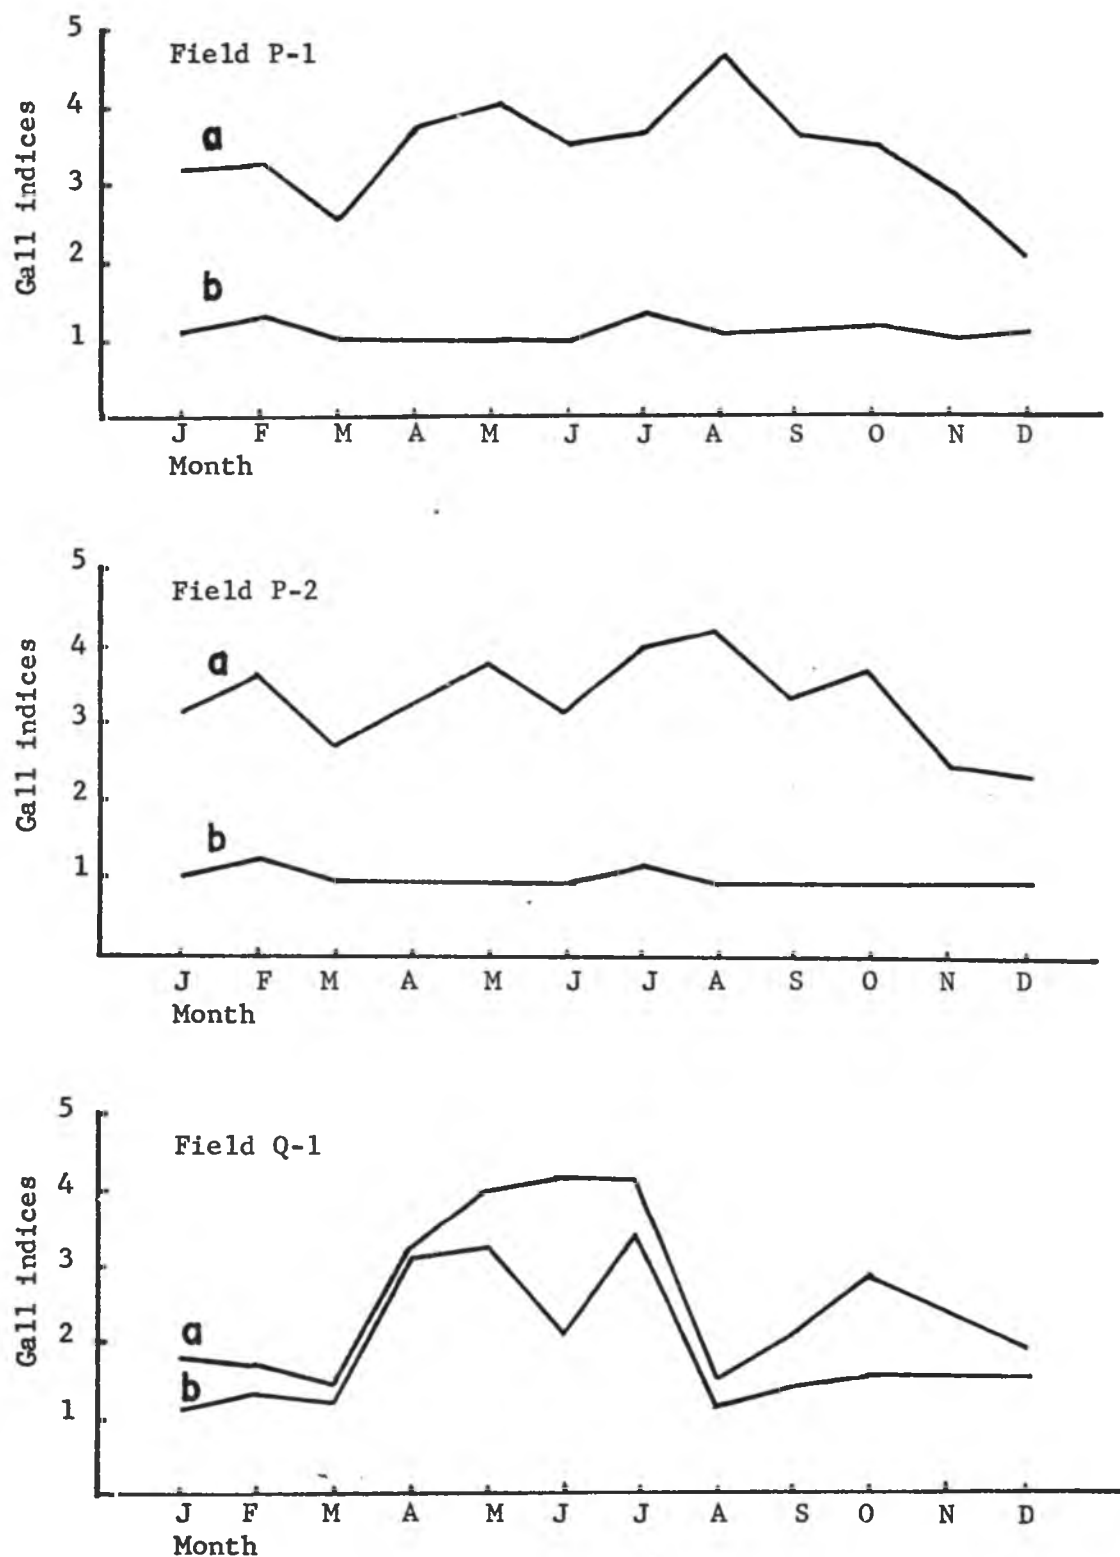 5
Field P-1
4
a
3
2
b
1
Gall indices
J F M A M J J A S O N D
Month
5
Field P-2
4
a
3
2
b
1
Gall indices
J F M A M J J A S O N D
Month
5
Field Q-1
4
3
2
a
b
1
Gall indices
J F M A M J J A S O N D
Month